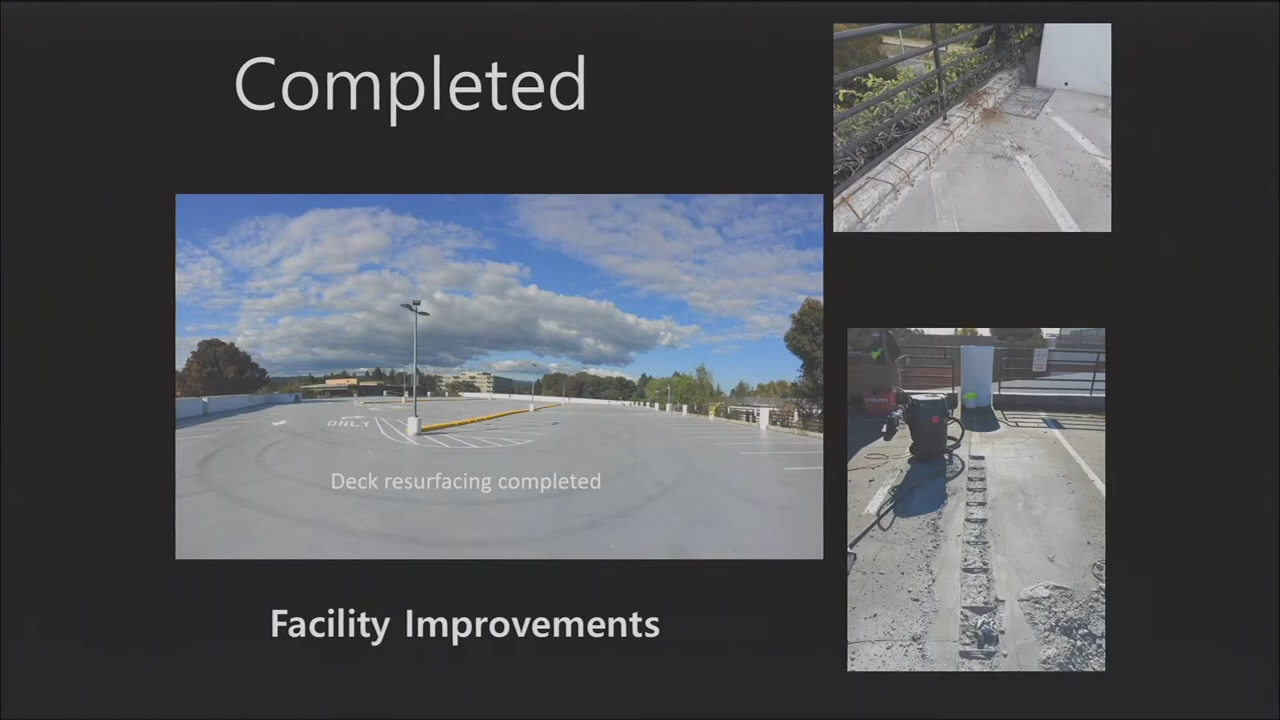 Completed
ONLY
Deck resurfacing completed
Facility Improvements